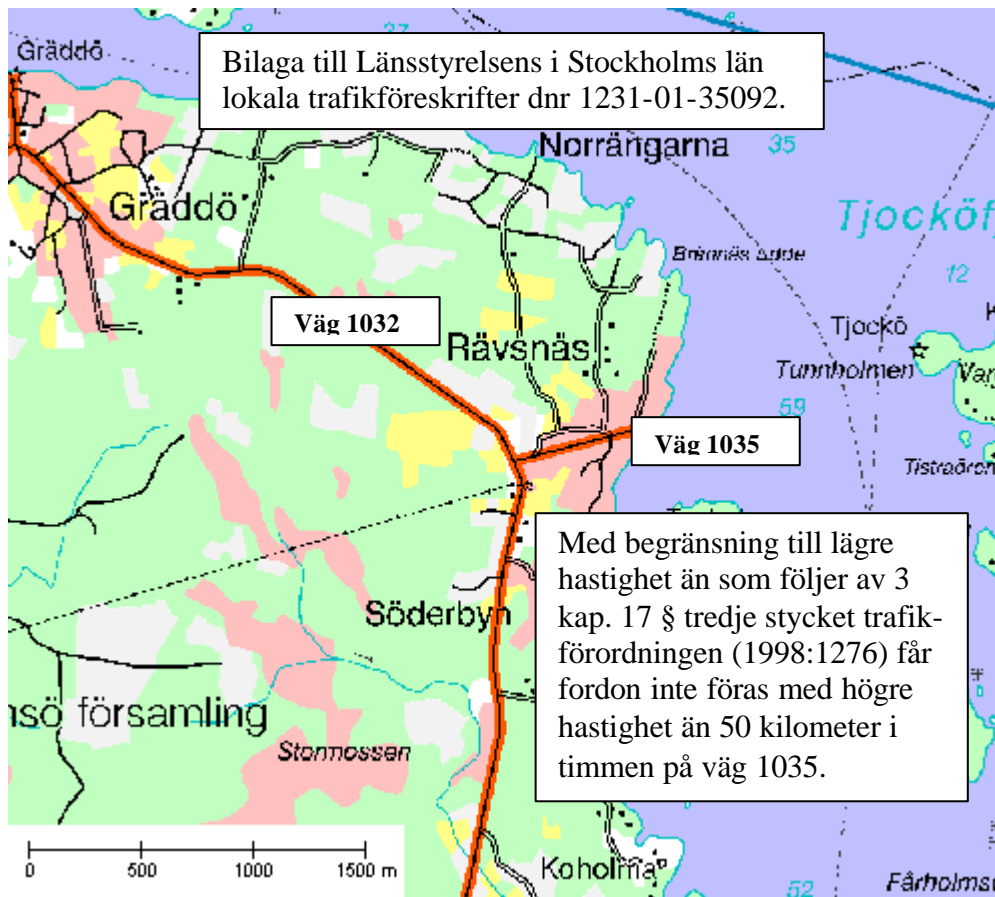 Gräddö
Bilaga till Länsstyrelsens i Stockholms län
lokala trafikföreskrifter dnr 1231-01-35092.
Norrängarna
35
Tjocköf
Gräddö
Brännäs udde
12
Väg 1032
Rävsnäs
Tjockö
Tunnholmen
59
Väg 1035
Tistraören
Med begränsning till lägre
hastighet än som följer av 3
kap. 17 § tredje stycket trafik-
förordningen (1998:1276) får
fordon inte föras med högre
hastighet än 50 kilometer i
timmen på väg 1035.
Söderbyn
nsö församling
Stormossen
0 500 1000 1500 m
Koholma
52
Fårholms